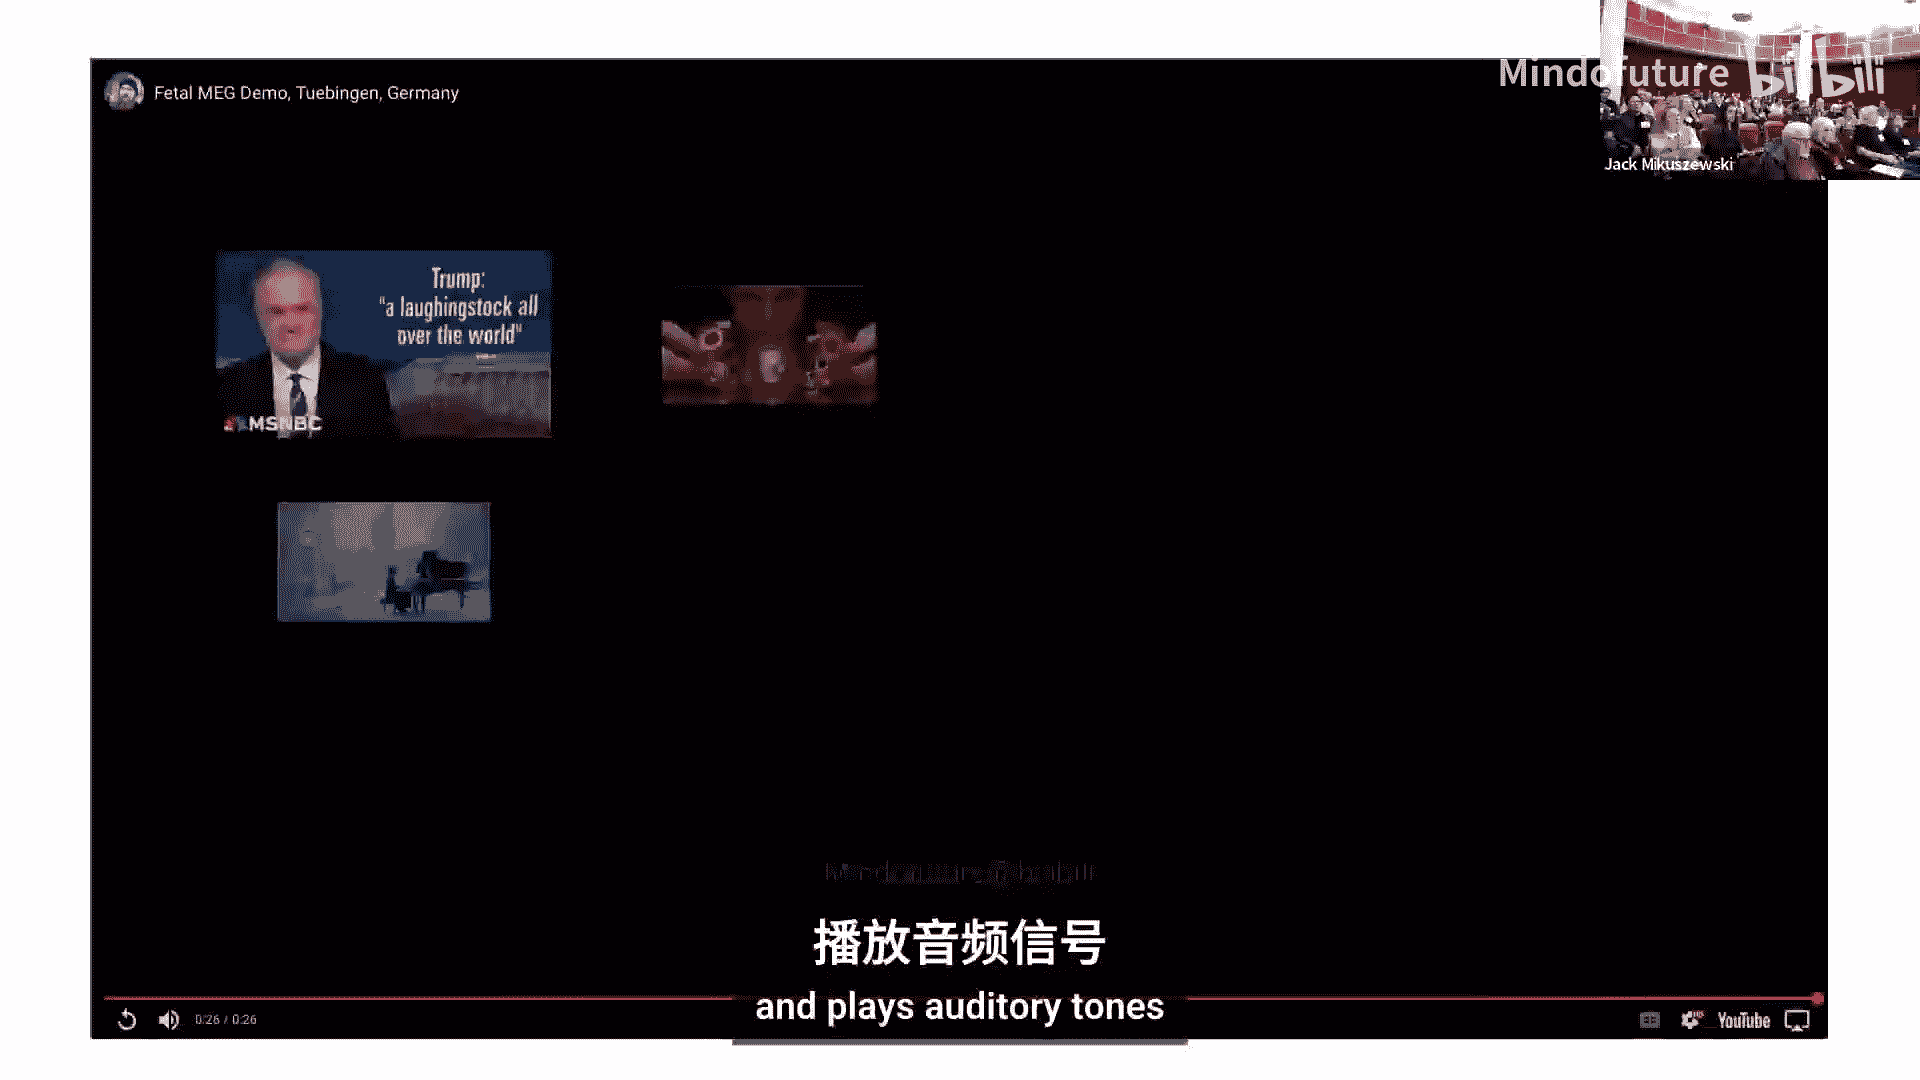 Fetal MEG Demo, Tuebingen, Germany
Mindofuture bilibili
Jack Mikuszewski
Trump:
"a laughingstock all
over the world"
MSNBC
播放音频信号
and plays auditory tones
0:26 / 0:26
YouTube